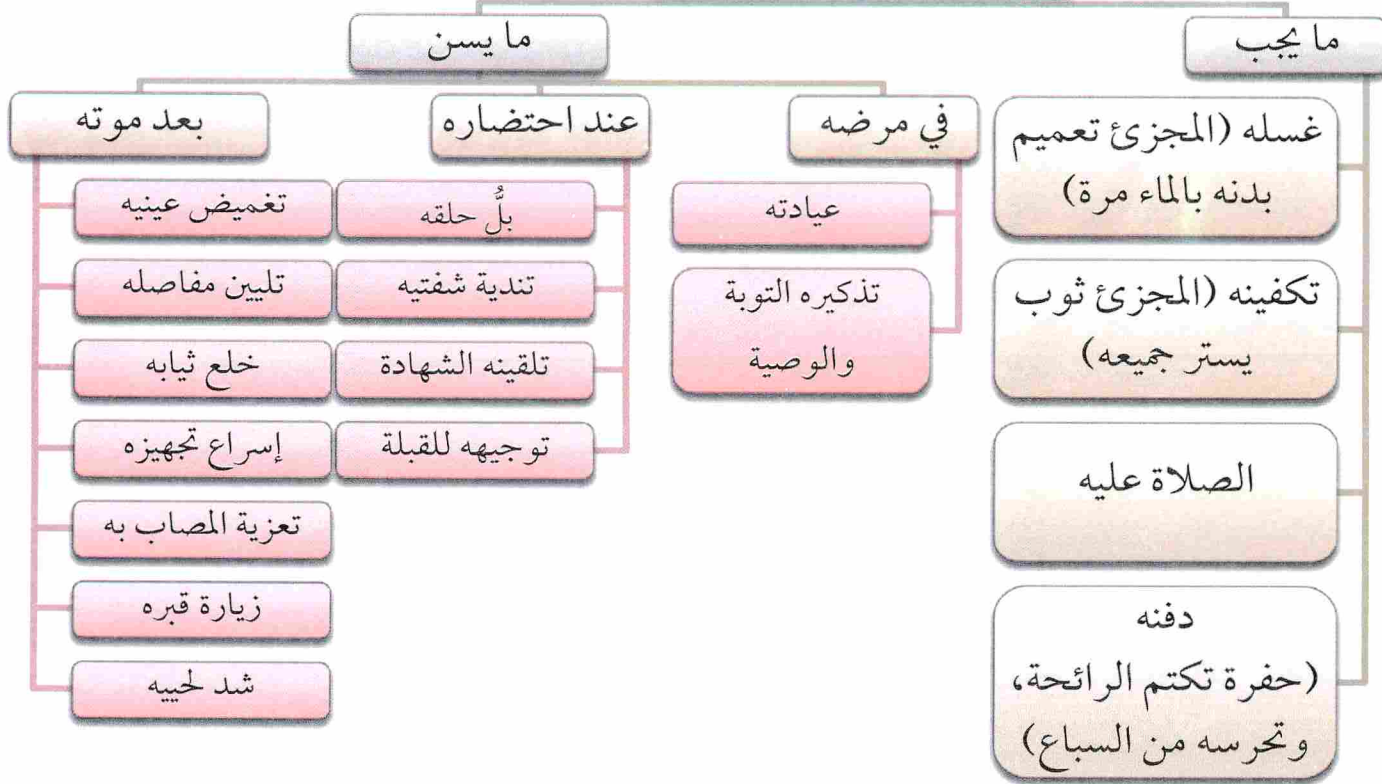 ما يجب
غسله (المجزئ تعميم
بدنه بالماء مرة)
تكفينه (المجزئ ثوب
يستر جميعه)
الصلاة عليه
دفنه
(حفرة تكتم الرائحة،
وتحرسه من السباع)
ما يسن
في مرضه
عيادته
تذكيره التوبة
والوصية
عند احتضاره
بلُّ حلقه
تندية شفتيه
تلقينه الشهادة
توجيهه للقبلة
بعد موته
تغميض عينيه
تليين مفاصله
خلع ثيابه
إسراع تجهيزه
تعزية المصاب به
زيارة قبره
شد لحييه